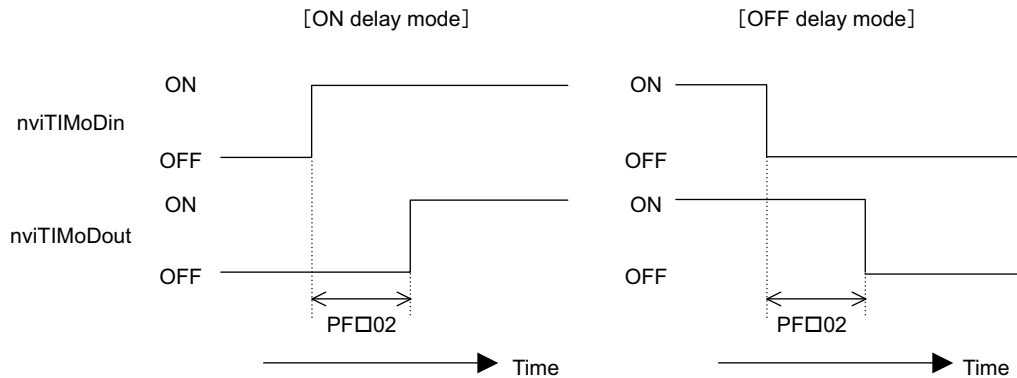 ［ON delay mode］
［OFF delay mode］
ON
ON
nviTIMoDin
OFF
OFF
ON
ON
nviTIMoDout
OFF
OFF
PF□02
PF□02
Time
Time